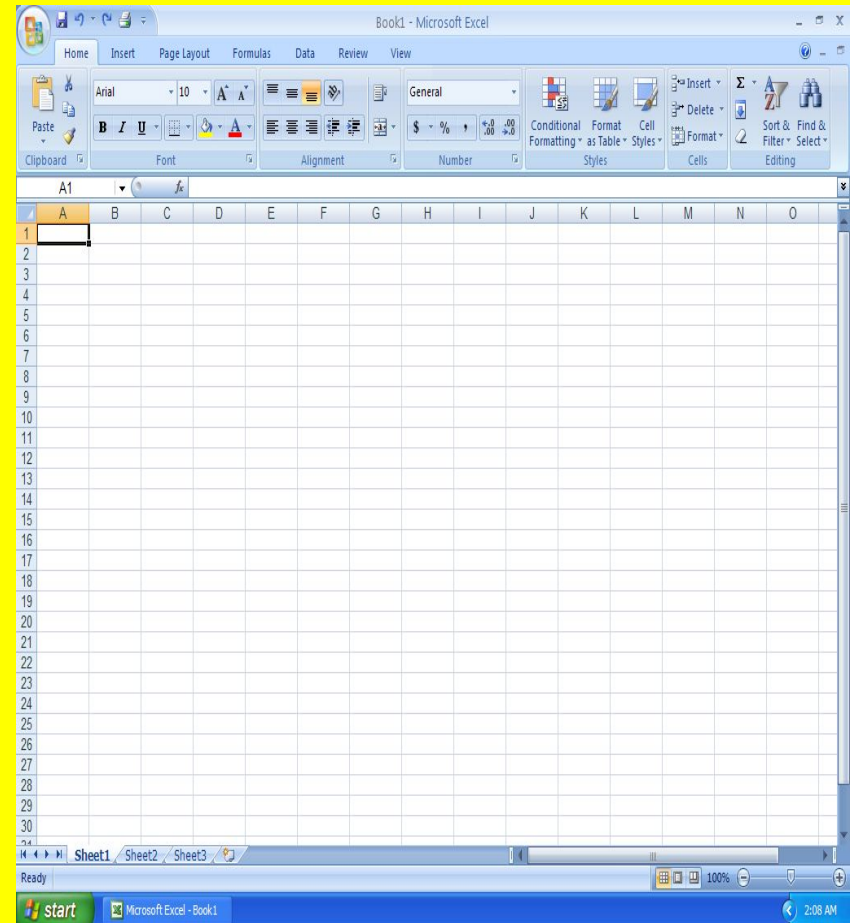 Book1 - Microsoft Excel
Home Insert Page Layout Formulas Data Review View
Arial 10 A A General Insert Σ
Paste Delete
B I U A $ % , .0 .00 .00 .0 Conditional Formatting Format as Table Cell Styles Format Sort & Filter Find & Select
Clipboard Font Alignment Number Styles Cells Editing
A1 fx
A B C D E F G H I J K L M N O
1
2
3
4
5
6
7
8
9
10
11
12
13
14
15
16
17
18
19
20
21
22
23
24
25
26
27
28
29
30
Sheet1 Sheet2 Sheet3
Ready 100%
start Microsoft Excel - Book1 2:08 AM